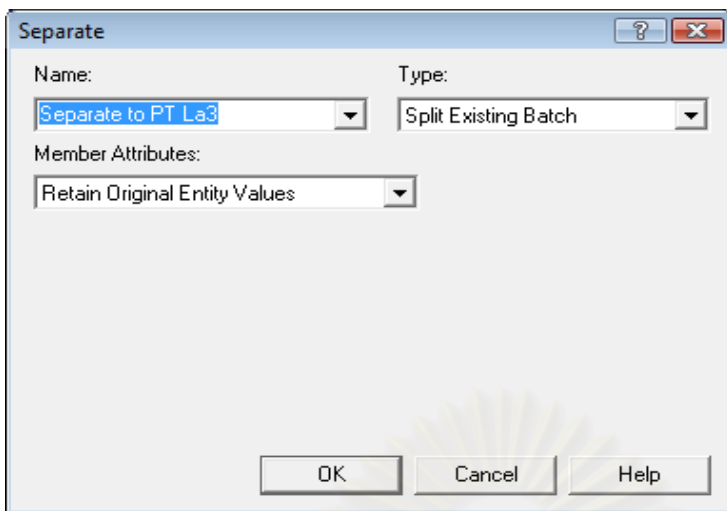 Separate
Name: Type:
Separate to PT La3 Split Existing Batch
Member Attributes:
Retain Original Entity Values
OK Cancel Help